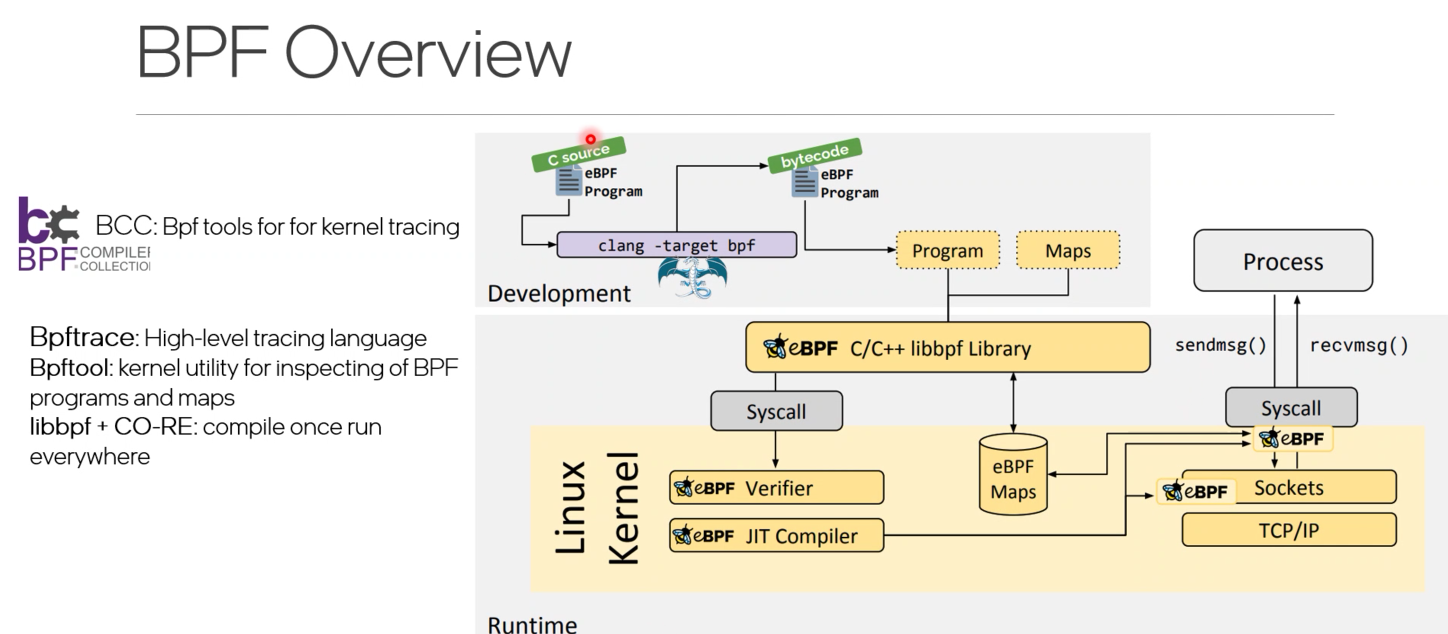 BPF Overview
bc
BPF COMPILER
COLLECTIO
BCC: Bpf tools for for kernel tracing
Bpftrace: High-level tracing language
Bpftool: kernel utility for inspecting of BPF
programs and maps
libbpf + CO-RE: compile once run
everywhere
C source
eBPF
Program
bytecode
eBPF
Program
clang -target bpf
Program
Maps
Development
Process
eBPF C/C++ libbpf Library
sendmsg()
recvmsg()
Syscall
Syscall
eBPF
Linux
Kernel
eBPF Verifier
eBPF
Maps
eBPF
Sockets
eBPF JIT Compiler
TCP/IP
Runtime